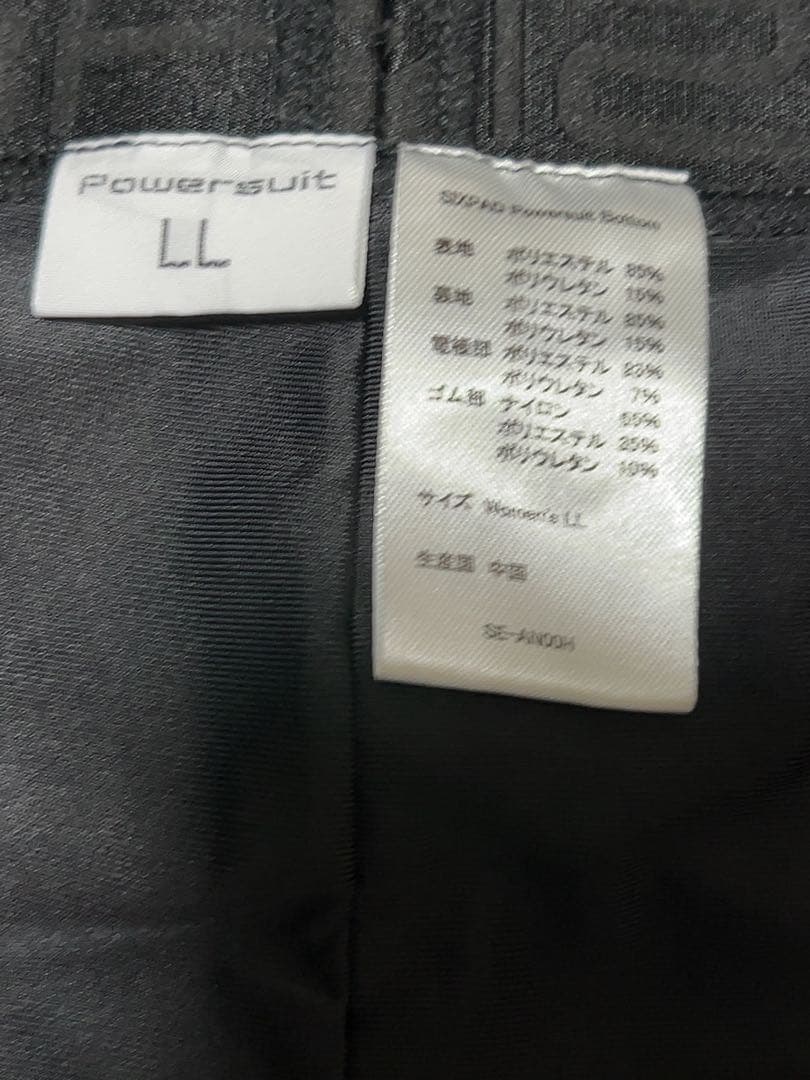 Powersuit
LL
SIXPAD Powersuit Bottom
表地 ポリエステル 85%
ポリウレタン 15%
裏地 ポリエステル 85%
ポリウレタン 15%
電極部 ポリエステル 93%
ポリウレタン 7%
ゴム部 ナイロン 65%
ポリエステル 25%
ポリウレタン 10%
サイズ Women's LL
生産国 中国
SE-AN00H